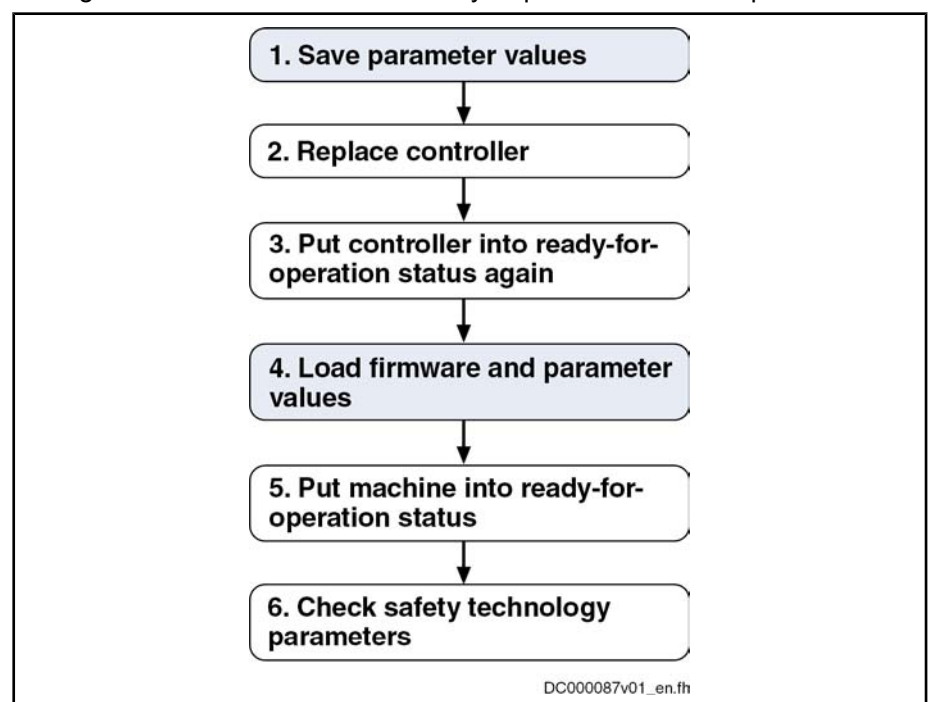 1. Save parameter values
2. Replace controller
3. Put controller into ready-for-
operation status again
4. Load firmware and parameter
values
5. Put machine into ready-for-
operation status
6. Check safety technology
parameters
DC000087v01_en.fh